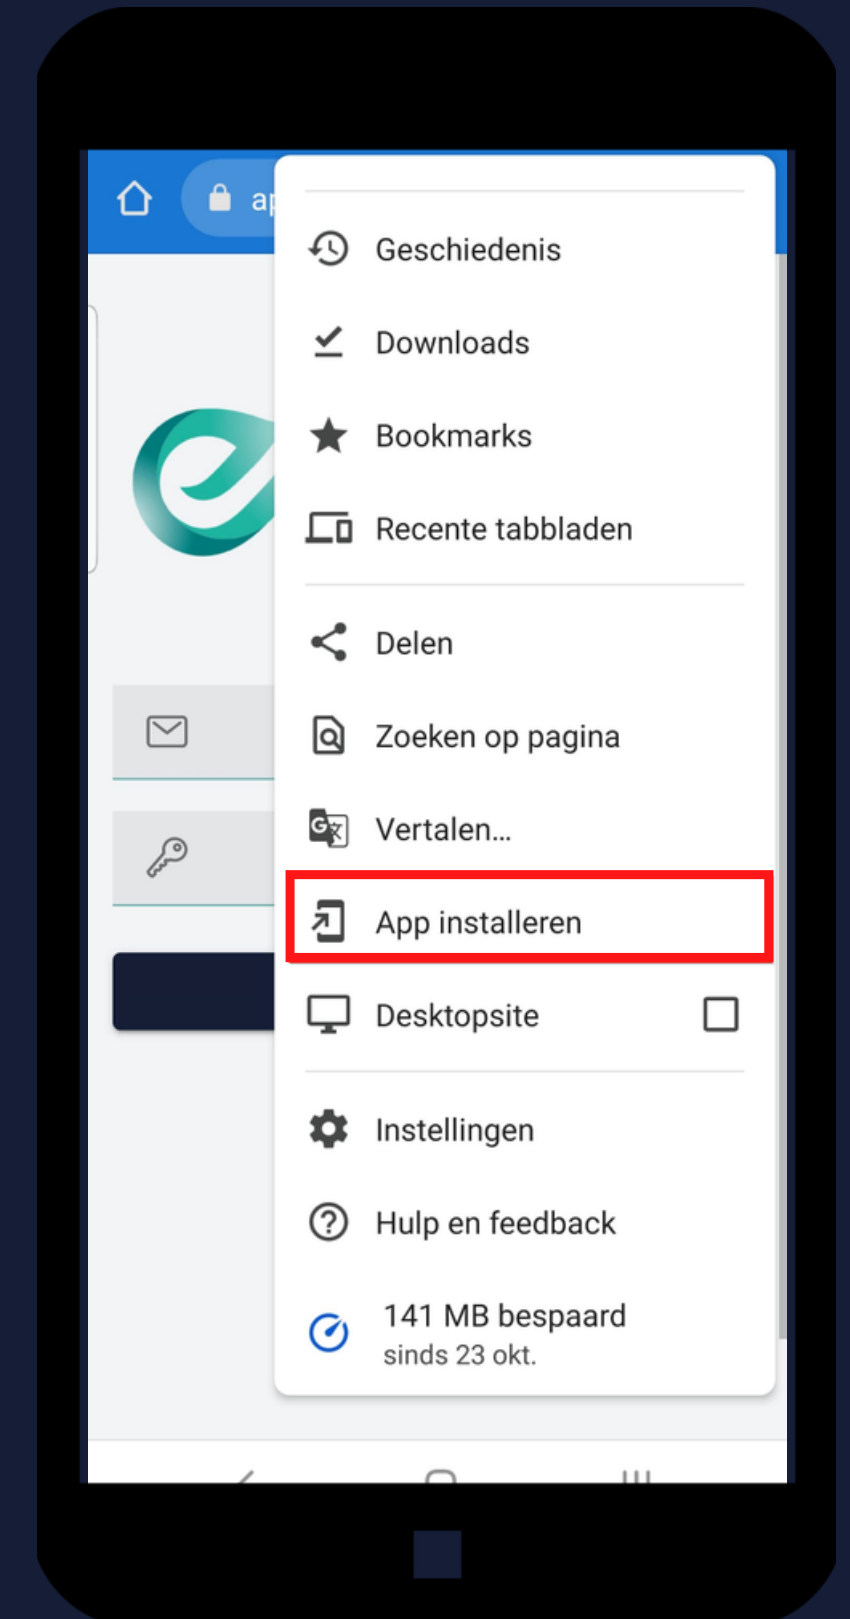 ap
Geschiedenis
Downloads
Bookmarks
Recente tabbladen
Delen
Zoeken op pagina
Vertalen...
App installeren
Desktopsite
Instellingen
Hulp en feedback
141 MB bespaard
sinds 23 okt.